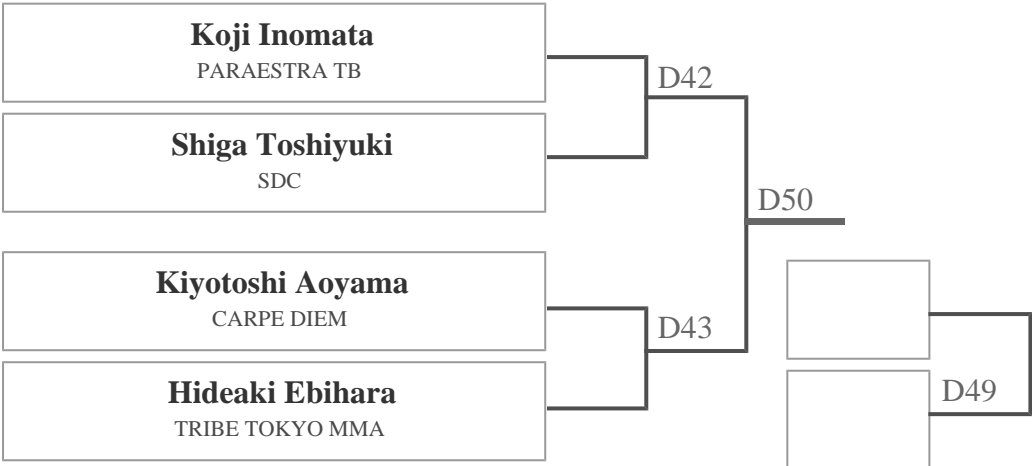 Koji Inomata
PARAESTRA TB
D42
Shiga Toshiyuki
SDC
D50
Kiyotoshi Aoyama
CARPE DIEM
D43
Hideaki Ebihara
TRIBE TOKYO MMA
D49